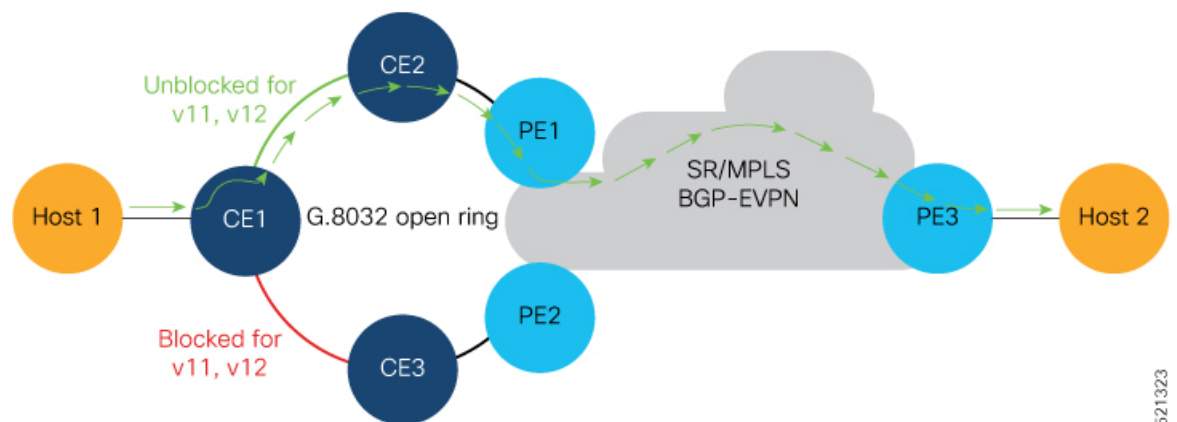 CE2
Unblocked for
v11, v12
PE1
SR/MPLS
BGP-EVPN
Host 1
CE1
G.8032 open ring
PE3
Host 2
PE2
Blocked for
v11, v12
CE3
521323